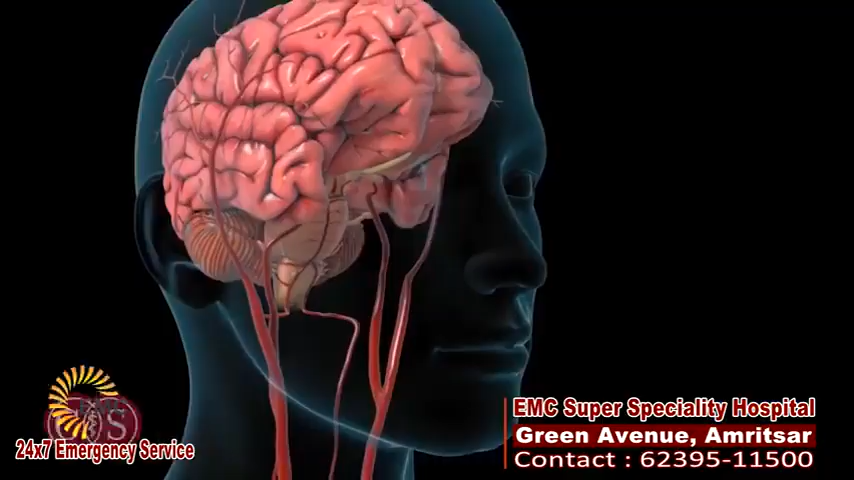 EMC Super Speciality Hospital
Green Avenue, Amritsar
Contact : 62395-11500
24x7 Emergency Service